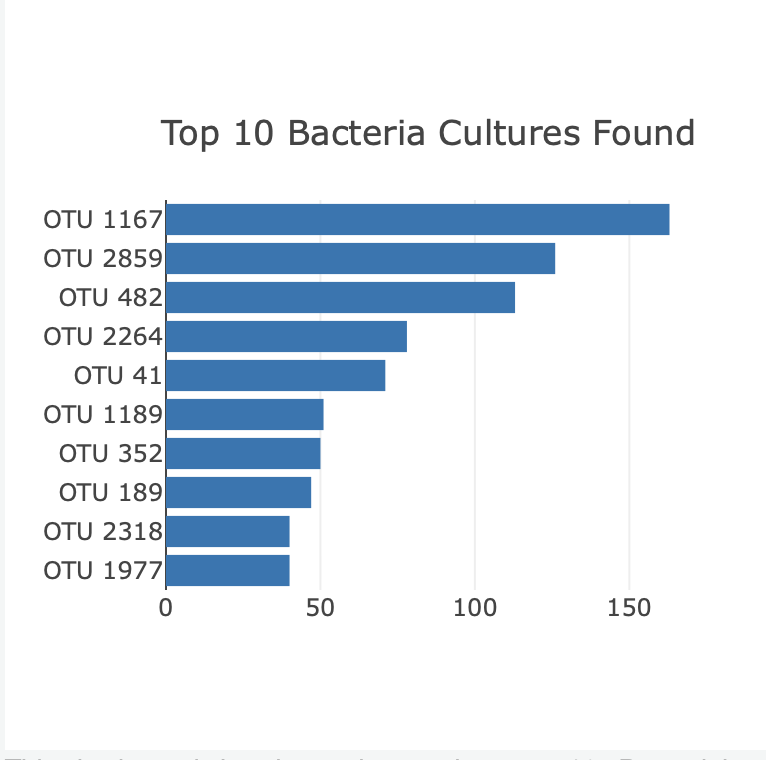 Top 10 Bacteria Cultures Found
OTU 1167
OTU 2859
OTU 482
OTU 2264
OTU 41
OTU 1189
OTU 352
OTU 189
OTU 2318
OTU 1977
0 50 100 150